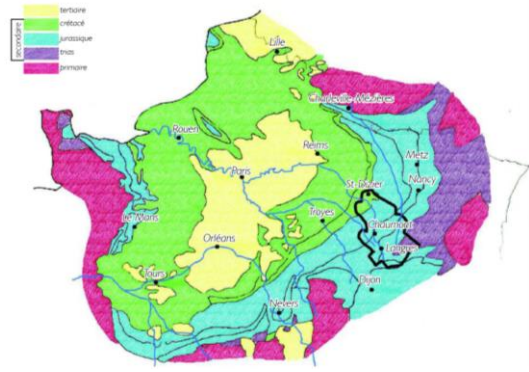 tertiaire
crétacé
jurassique
trias
primaire
secondaire
Lille
Charleville-Mézières
Rouen
Reims
Metz
Paris
Nancy
St-Dizier
Le Mans
Troyes
Chaumont
Orléans
Langres
Tours
Dijon
Nevers